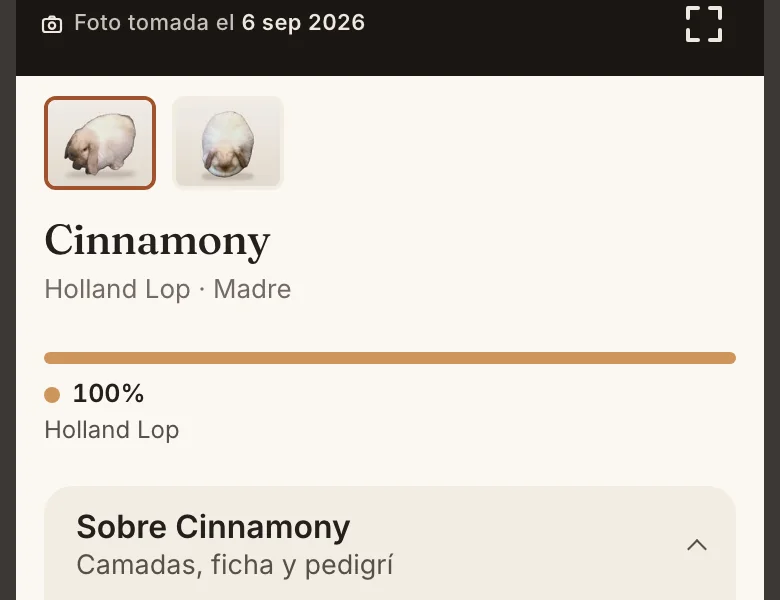 Foto tomada el 6 sep 2026
Cinnamony
Holland Lop · Madre
100%
Holland Lop
Sobre Cinnamony
Camadas, ficha y pedigrí